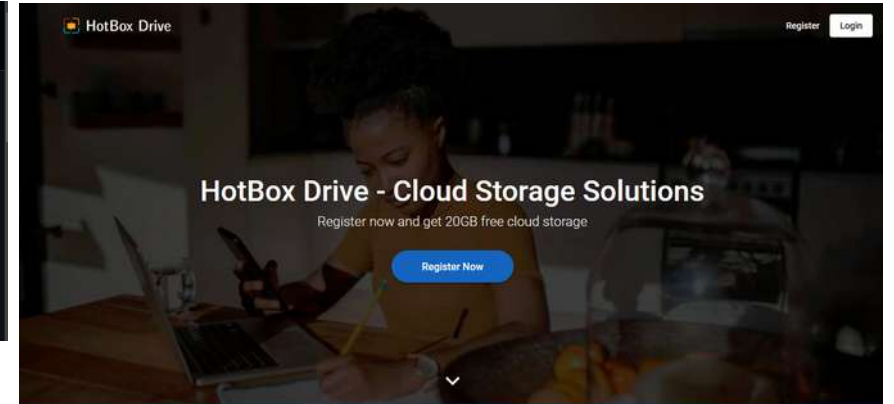 HotBox Drive
Register
Login
HotBox Drive - Cloud Storage Solutions
Register now and get 20GB free cloud storage
Register Now